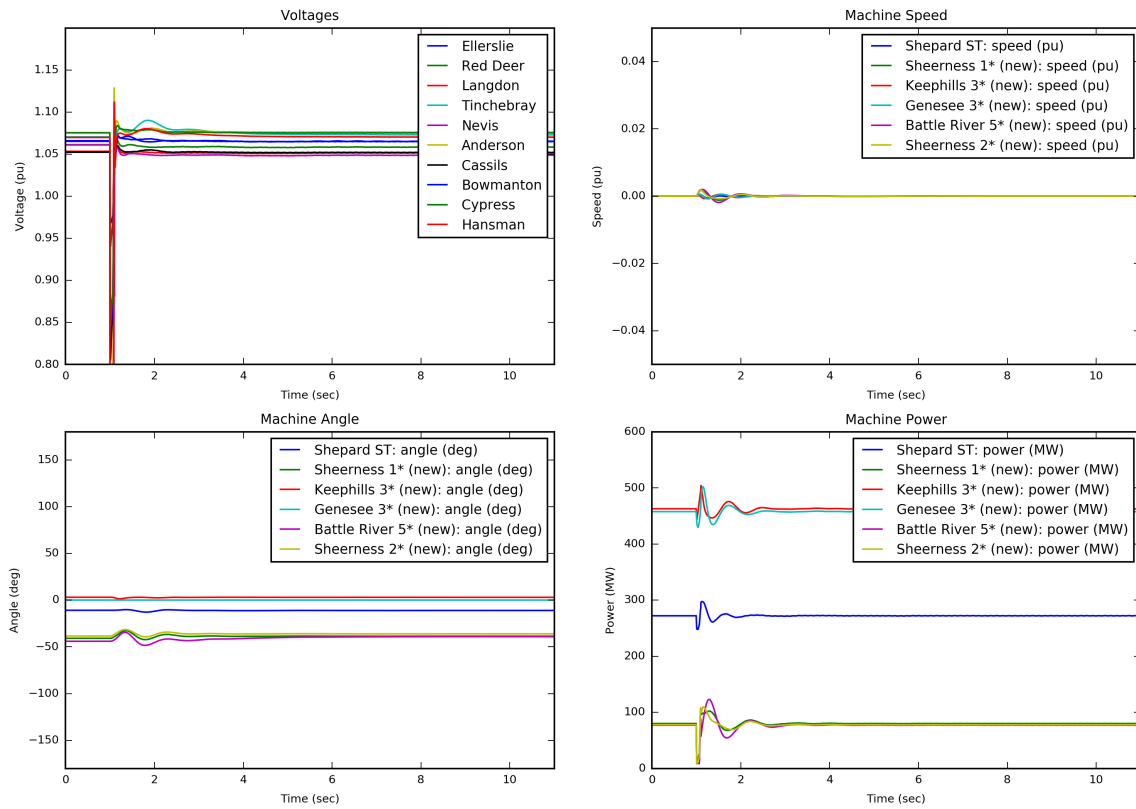 Voltages
1.15
1.10
1.05
1.00
0.95
0.90
0.85
0.80
Voltage (pu)
Ellerslie
Red Deer
Langdon
Tinchebray
Nevis
Anderson
Cassils
Bowmanton
Cypress
Hansman
0 2 4 6 8 10
Time (sec)
Machine Speed
0.04
0.02
0.00
−0.02
−0.04
Speed (pu)
Shepard ST: speed (pu)
Sheerness 1* (new): speed (pu)
Keephills 3* (new): speed (pu)
Genesee 3* (new): speed (pu)
Battle River 5* (new): speed (pu)
Sheerness 2* (new): speed (pu)
0 2 4 6 8 10
Time (sec)
Machine Angle
150
100
50
0
−50
−100
−150
Angle (deg)
Shepard ST: angle (deg)
Sheerness 1* (new): angle (deg)
Keephills 3* (new): angle (deg)
Genesee 3* (new): angle (deg)
Battle River 5* (new): angle (deg)
Sheerness 2* (new): angle (deg)
0 2 4 6 8 10
Time (sec)
Machine Power
600
500
400
300
200
100
0
Power (MW)
Shepard ST: power (MW)
Sheerness 1* (new): power (MW)
Keephills 3* (new): power (MW)
Genesee 3* (new): power (MW)
Battle River 5* (new): power (MW)
Sheerness 2* (new): power (MW)
0 2 4 6 8 10
Time (sec)